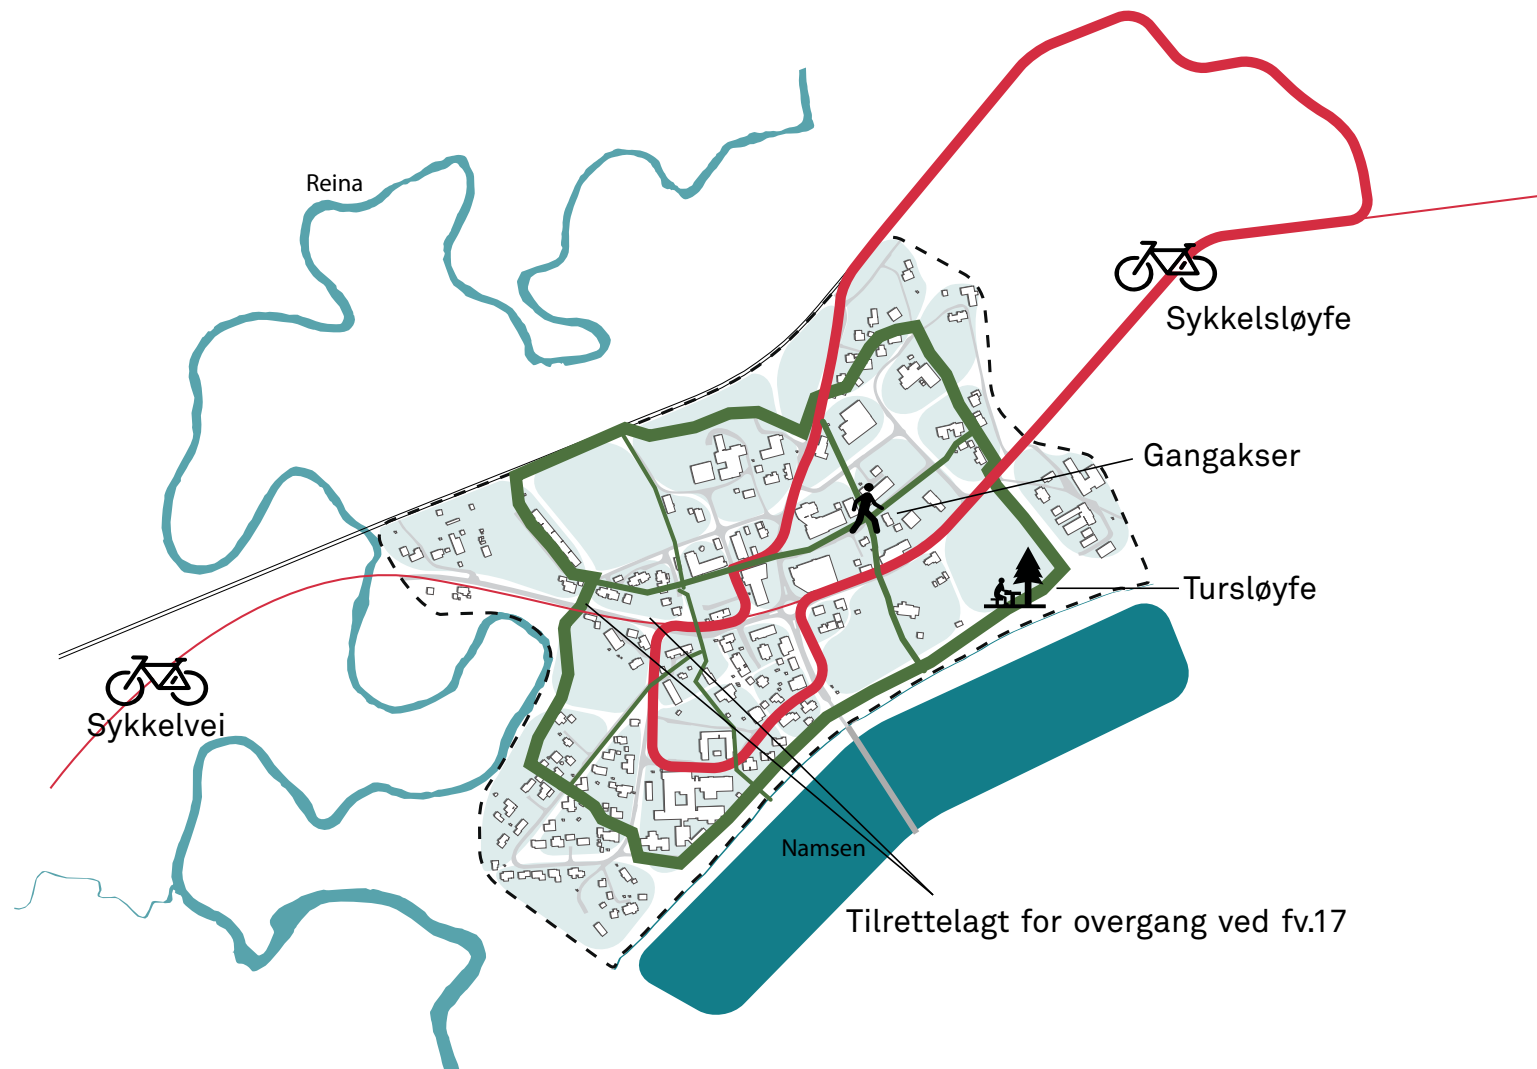 Reina
Sykkelsløyfe
Gangakser
Tursløyfe
Sykkelvei
Namsen
Tilrettelagt for overgang ved fv.17